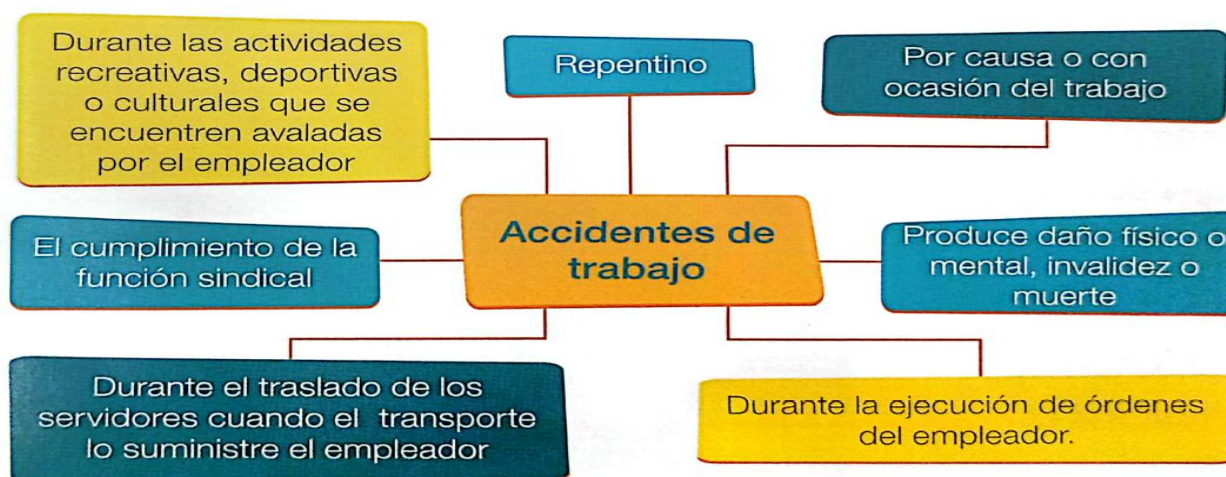 Durante las actividades
recreativas, deportivas
o culturales que se
encuentren avaladas
por el empleador
Repentino
Por causa o con
ocasión del trabajo
Accidentes de
trabajo
El cumplimiento de la
función sindical
Produce daño físico o
mental, invalidez o
muerte
Durante el traslado de los
servidores cuando el transporte
lo suministre el empleador
Durante la ejecución de órdenes
del empleador.